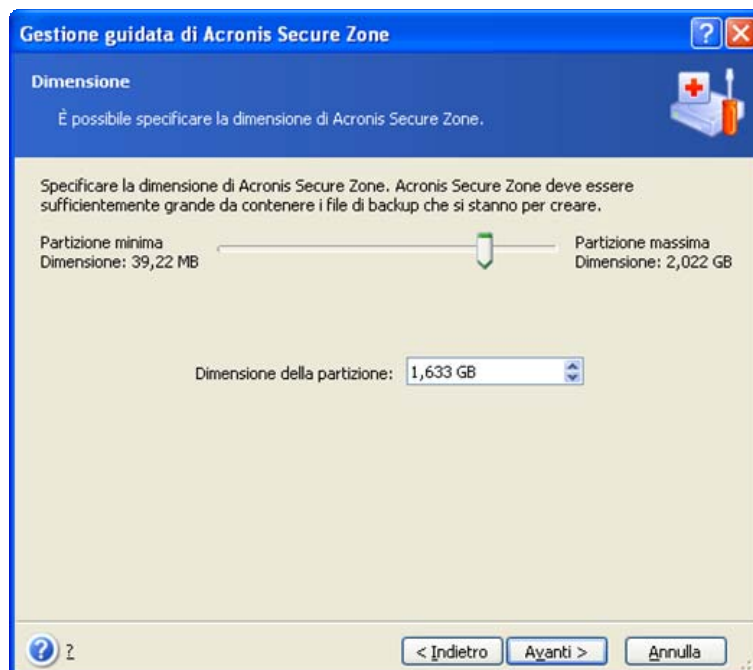 Gestione guidata di Acronis Secure Zone
?
Dimensione
È possibile specificare la dimensione di Acronis Secure Zone.
Specificare la dimensione di Acronis Secure Zone. Acronis Secure Zone deve essere
sufficientemente grande da contenere i file di backup che si stanno per creare.
Partizione minima
Dimensione: 39,22 MB
Partizione massima
Dimensione: 2,022 GB
Dimensione della partizione: 1,633 GB
? ?
< Indietro Avanti > Annulla